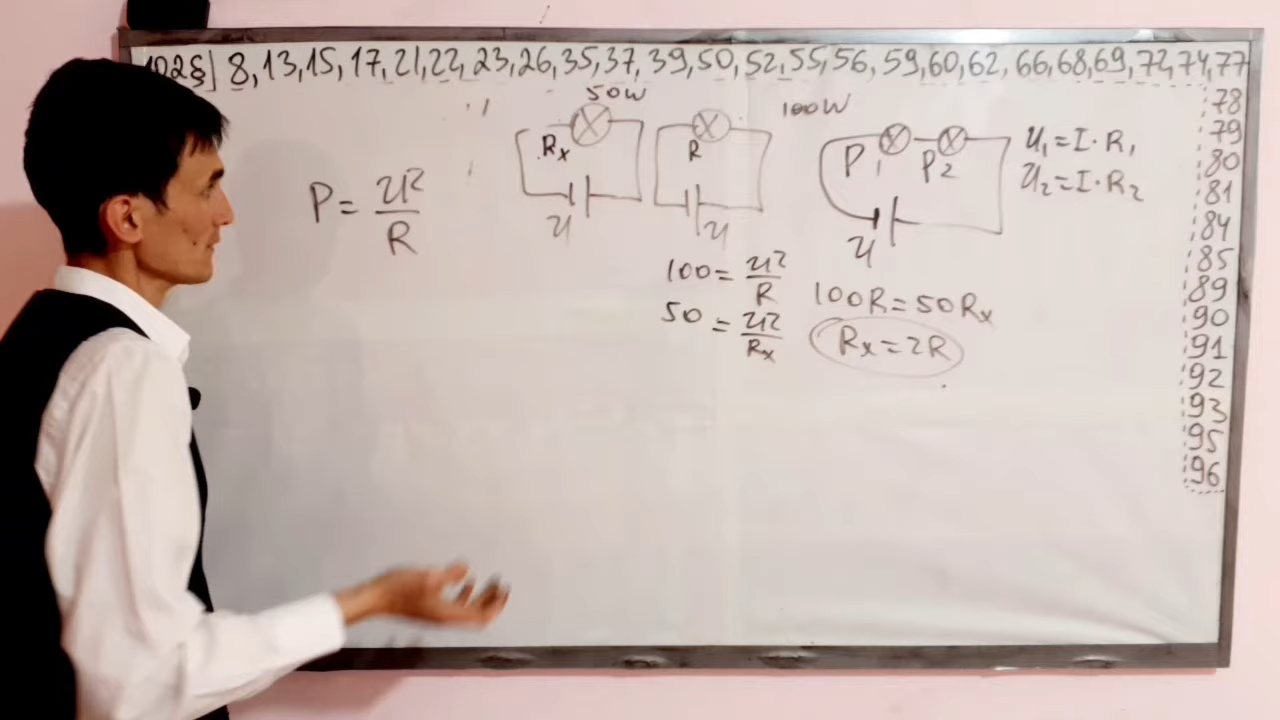 102§] 8,13,15,17,21,22,23,26,35,37,39,50,52,55,56,59,60,62,66,68,69,72,74,77
78
79
80
81
84
85
89
90
91
92
93
95
96
P=U²/R
50W
Rx
U
R
U
100W
P1 P2
U
U1=I·R1
U2=I·R2
100=U²/R
50=U²/Rx
100R=50Rx
Rx=2R